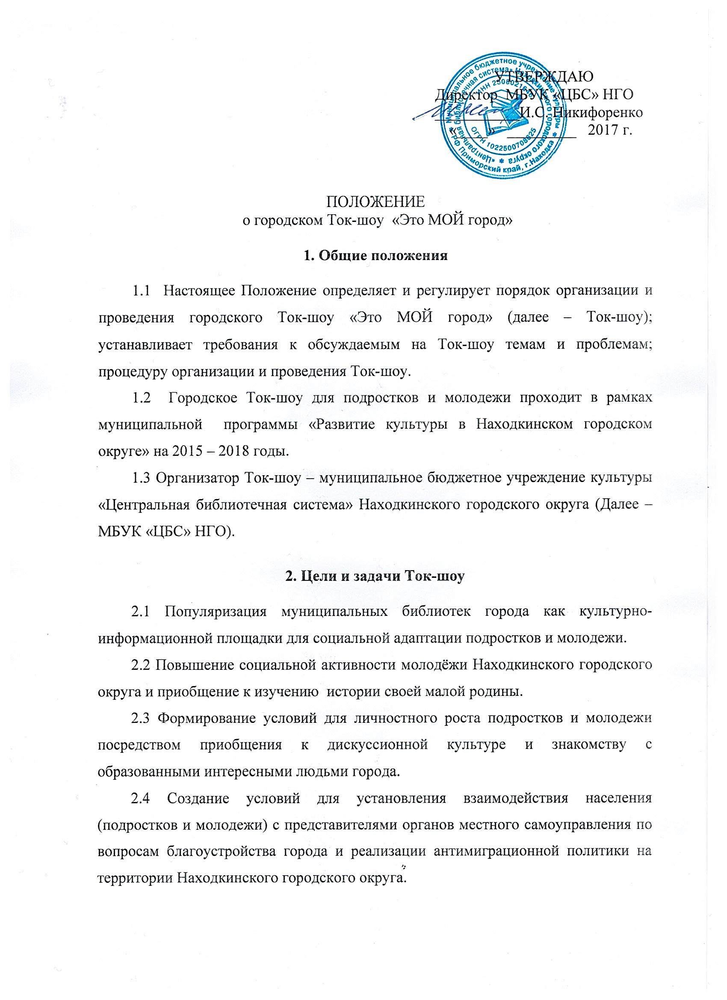 УТВЕРЖДАЮ
Директор МБУК «ЦБС» НГО
____________И.С. Никифоренко
«____» __________ 2017 г.
Муниципальное бюджетное учреждение культуры
«Центральная библиотечная система» Находкинского городского округа
* РФ Приморский край, г.Находка *
ИНН 2508021646
ОГРН 1022500708625
ПОЛОЖЕНИЕ
о городском Ток-шоу «Это МОЙ город»
1. Общие положения
1.1 Настоящее Положение определяет и регулирует порядок организации и
проведения городского Ток-шоу «Это МОЙ город» (далее – Ток-шоу);
устанавливает требования к обсуждаемым на Ток-шоу темам и проблемам;
процедуру организации и проведения Ток-шоу.
1.2 Городское Ток-шоу для подростков и молодежи проходит в рамках
муниципальной программы «Развитие культуры в Находкинском городском
округе» на 2015 – 2018 годы.
1.3 Организатор Ток-шоу – муниципальное бюджетное учреждение культуры
«Центральная библиотечная система» Находкинского городского округа (Далее –
МБУК «ЦБС» НГО).
2. Цели и задачи Ток-шоу
2.1 Популяризация муниципальных библиотек города как культурно-
информационной площадки для социальной адаптации подростков и молодежи.
2.2 Повышение социальной активности молодёжи Находкинского городского
округа и приобщение к изучению истории своей малой родины.
2.3 Формирование условий для личностного роста подростков и молодежи
посредством приобщения к дискуссионной культуре и знакомству с
образованными интересными людьми города.
2.4 Создание условий для установления взаимодействия населения
(подростков и молодежи) с представителями органов местного самоуправления по
вопросам благоустройства города и реализации антимиграционной политики на
территории Находкинского городского округа.